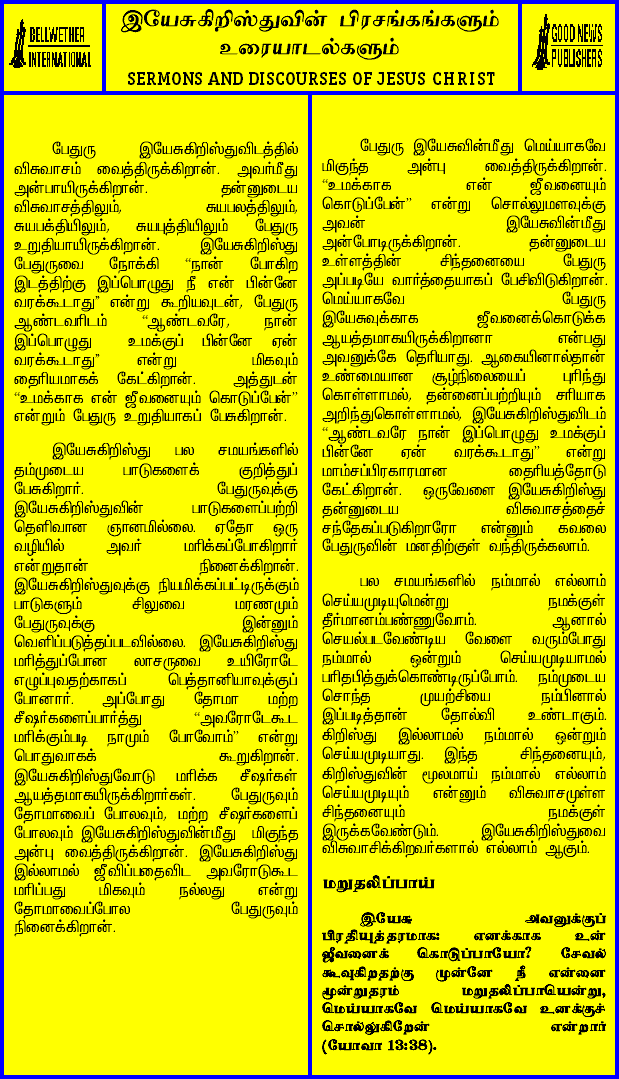 BELLWETHER
INTERNATIONAL
இயேசுகிறிஸ்துவின் பிரசங்கங்களும்
உரையாடல்களும்
SERMONS AND DISCOURSES OF JESUS CHRIST
GOOD NEWS
PUBLISHERS
பேதுரு இயேசுகிறிஸ்துவிடத்தில்
விசுவாசம் வைத்திருக்கிறான். அவர்மீது
அன்பாயிருக்கிறான். தன்னுடைய
விசுவாசத்திலும், சுயபலத்திலும்,
சுயபக்தியிலும், சுயபுத்தியிலும் பேதுரு
உறுதியாயிருக்கிறான். இயேசுகிறிஸ்து
பேதுருவை நோக்கி “நான் போகிற
இடத்திற்கு இப்பொழுது நீ என் பின்னே
வரக்கூடாது” என்று கூறியவுடன், பேதுரு
ஆண்டவரிடம் “ஆண்டவரே, நான்
இப்பொழுது உமக்குப் பின்னே ஏன்
வரக்கூடாது” என்று மிகவும்
தைரியமாகக் கேட்கிறான். அத்துடன்
“உமக்காக என் ஜீவனையும் கொடுப்பேன்”
என்றும் பேதுரு உறுதியாகப் பேசுகிறான்.
இயேசுகிறிஸ்து பல சமயங்களில்
தம்முடைய பாடுகளைக் குறித்துப்
பேசுகிறார். பேதுருவுக்கு
இயேசுகிறிஸ்துவின் பாடுகளைப்பற்றி
தெளிவான ஞானமில்லை. ஏதோ ஒரு
வழியில் அவர் மரிக்கப்போகிறார்
என்றுதான் நினைக்கிறான்.
இயேசுகிறிஸ்துவுக்கு நியமிக்கப்பட்டிருக்கும்
பாடுகளும் சிலுவை மரணமும்
பேதுருவுக்கு இன்னும்
வெளிப்படுத்தப்படவில்லை. இயேசுகிறிஸ்து
மரித்துப்போன லாசருவை உயிரோடே
எழுப்புவதற்காகப் பெத்தானியாவுக்குப்
போனார். அப்போது தோமா மற்ற
சீஷர்களைப்பார்த்து “அவரோடேகூட
மரிக்கும்படி நாமும் போவோம்” என்று
பொதுவாகக் கூறுகிறான்.
இயேசுகிறிஸ்துவோடு மரிக்க சீஷர்கள்
ஆயத்தமாகயிருக்கிறார்கள். பேதுருவும்
தோமாவைப் போலவும், மற்ற சீஷர்களைப்
போலவும் இயேசுகிறிஸ்துவின்மீது மிகுந்த
அன்பு வைத்திருக்கிறான். இயேசுகிறிஸ்து
இல்லாமல் ஜீவிப்பதைவிட அவரோடுகூட
மரிப்பது மிகவும் நல்லது என்று
தோமாவைப்போல பேதுருவும்
நினைக்கிறான்.
பேதுரு இயேசுவின்மீது மெய்யாகவே
மிகுந்த அன்பு வைத்திருக்கிறான்.
“உமக்காக என் ஜீவனையும்
கொடுப்பேன்” என்று சொல்லுமளவுக்கு
அவன் இயேசுவின்மீது
அன்போடிருக்கிறான். தன்னுடைய
உள்ளத்தின் சிந்தனையை பேதுரு
அப்படியே வார்த்தையாகப் பேசிவிடுகிறான்.
மெய்யாகவே பேதுரு
இயேசுவுக்காக ஜீவனைக்கொடுக்க
ஆயத்தமாகயிருக்கிறானா என்பது
அவனுக்கே தெரியாது. ஆகையினால்தான்
உண்மையான சூழ்நிலையைப் புரிந்து
கொள்ளாமல், தன்னைப்பற்றியும் சரியாக
அறிந்துகொள்ளாமல், இயேசுகிறிஸ்துவிடம்
“ஆண்டவரே நான் இப்பொழுது உமக்குப்
பின்னே ஏன் வரக்கூடாது” என்று
மாம்சப்பிரகாரமான தைரியத்தோடு
கேட்கிறான். ஒருவேளை இயேசுகிறிஸ்து
தன்னுடைய விசுவாசத்தைச்
சந்தேகப்படுகிறாரோ என்னும் கவலை
பேதுருவின் மனதிற்குள் வந்திருக்கலாம்.
பல சமயங்களில் நம்மால் எல்லாம்
செய்யமுடியுமென்று நமக்குள்
தீர்மானம்பண்ணுவோம். ஆனால்
செயல்படவேண்டிய வேளை வரும்போது
நம்மால் ஒன்றும் செய்யமுடியாமல்
பரிதபித்துக்கொண்டிருப்போம். நம்முடைய
சொந்த முயற்சியை நம்பினால்
இப்படித்தான் தோல்வி உண்டாகும்.
கிறிஸ்து இல்லாமல் நம்மால் ஒன்றும்
செய்யமுடியாது. இந்த சிந்தனையும்,
கிறிஸ்துவின் மூலமாய் நம்மால் எல்லாம்
செய்யமுடியும் என்னும் விசுவாசமுள்ள
சிந்தனையும் நமக்குள்
இருக்கவேண்டும். இயேசுகிறிஸ்துவை
விசுவாசிக்கிறவர்களால் எல்லாம் ஆகும்.
மறுதலிப்பாய்
இயேசு அவனுக்குப்
பிரதியுத்தரமாக: எனக்காக உன்
ஜீவனைக் கொடுப்பாயோ? சேவல்
கூவுகிறதற்கு முன்னே நீ என்னை
மூன்றுதரம் மறுதலிப்பாயென்று,
மெய்யாகவே மெய்யாகவே உனக்குச்
சொல்லுகிறேன் என்றார்
(யோவா 13:38).